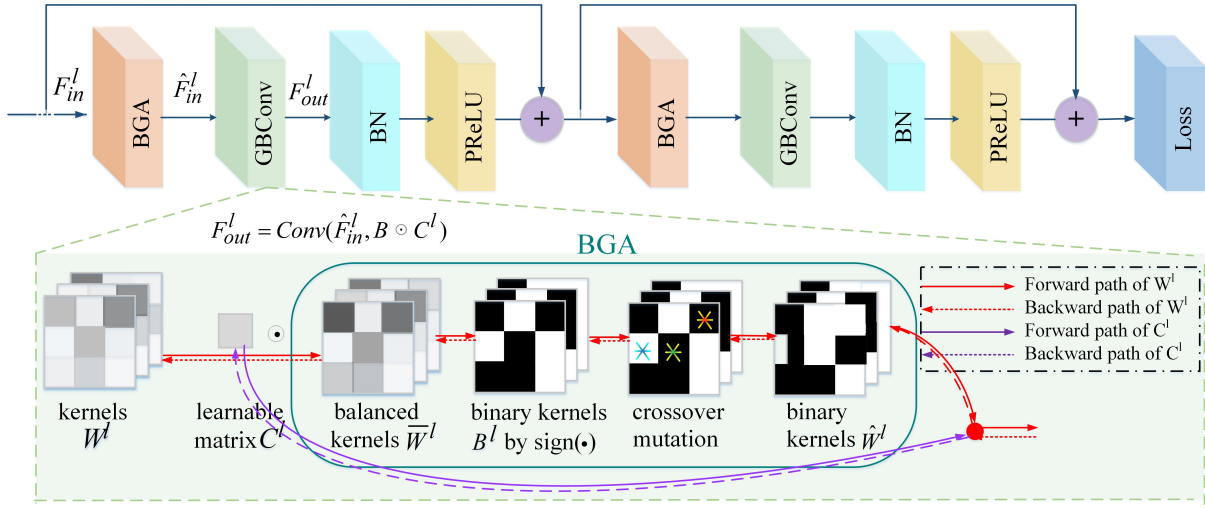 F_in^l
BGA
F̂_in^l
GBConv
F_out^l
BN
PReLU
+
BGA
GBConv
BN
PReLU
+
Loss
F_out^l = Conv(F̂_in^l, B ⊙ C^l)
BGA
⊙
Forward path of W^l
Backward path of W^l
Forward path of C^l
Backward path of C^l
kernels
W^l
learnable
matrix C^l
balanced
kernels W̅^l
binary kernels
B^l by sign(•)
crossover
mutation
binary
kernels Ŵ^l